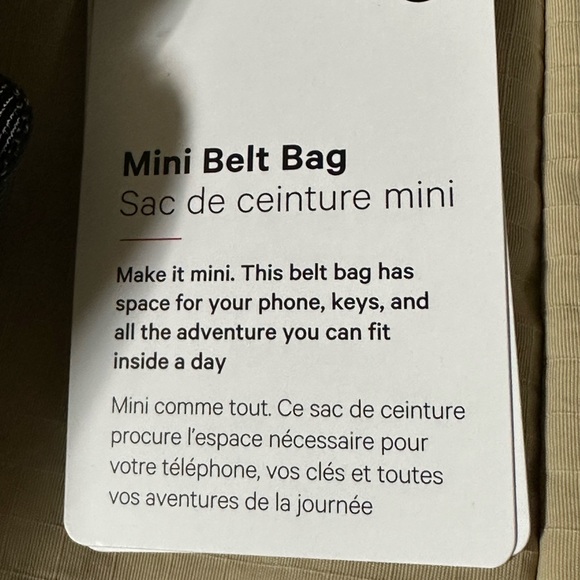 Mini Belt Bag
Sac de ceinture mini
Make it mini. This belt bag has
space for your phone, keys, and
all the adventure you can fit
inside a day
Mini comme tout. Ce sac de ceinture
procure l'espace nécessaire pour
votre téléphone, vos clés et toutes
vos aventures de la journée